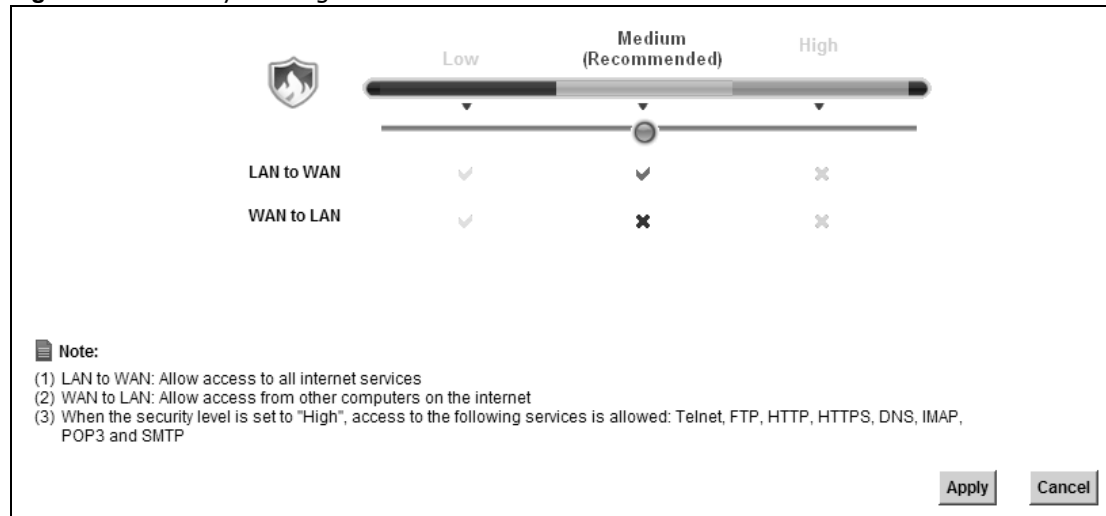 Low
Medium
(Recommended)
High
LAN to WAN
WAN to LAN
Note:
(1) LAN to WAN: Allow access to all internet services
(2) WAN to LAN: Allow access from other computers on the internet
(3) When the security level is set to "High", access to the following services is allowed: Telnet, FTP, HTTP, HTTPS, DNS, IMAP,
POP3 and SMTP
Apply
Cancel